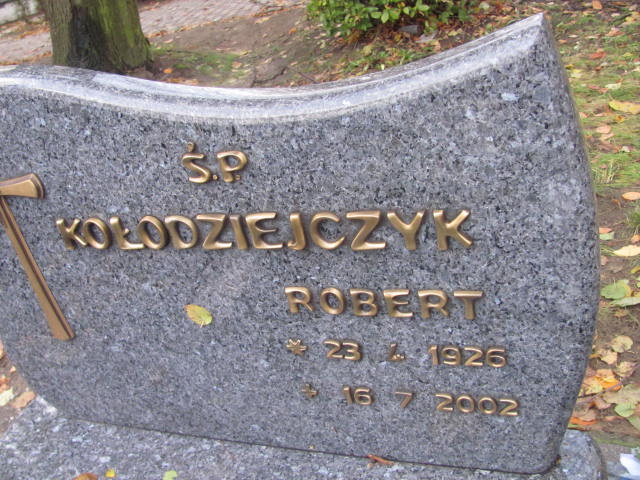 Ś.P.
KOŁODZIEJCZYK
ROBERT
* 23 4. 1926
+ 16 7 2002